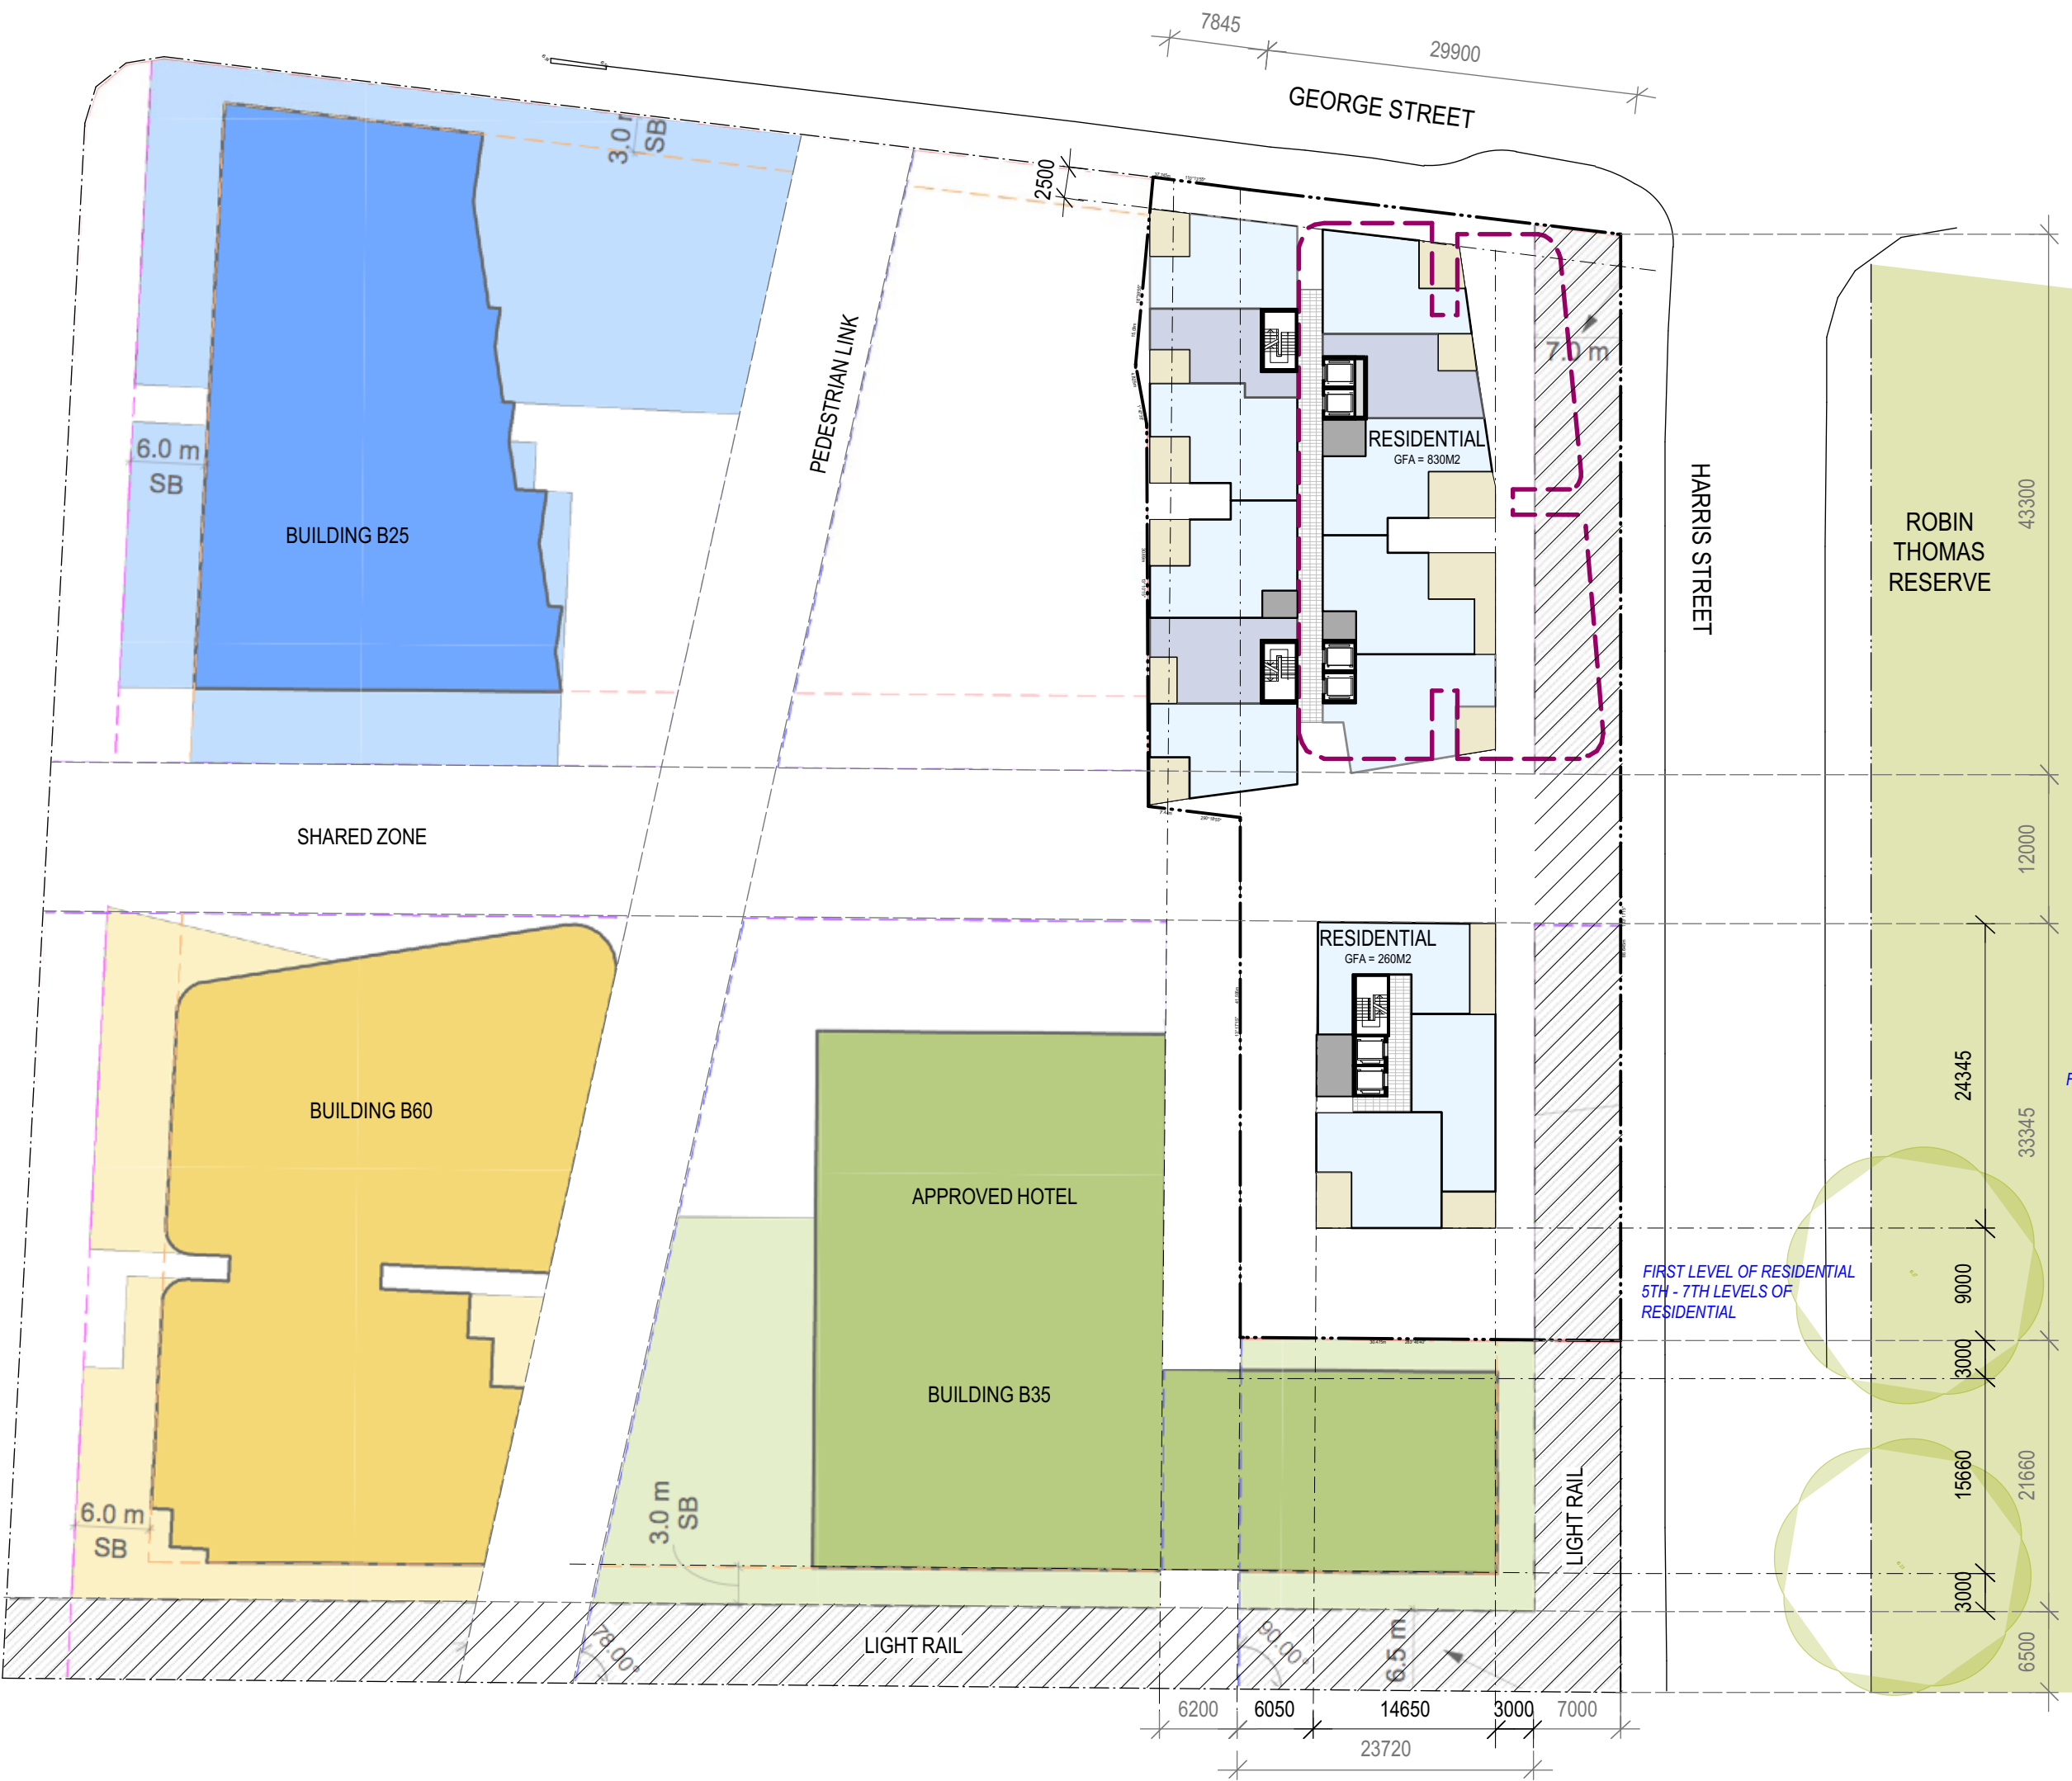 7845
29900
GEORGE STREET
3.0 m
SB
2500
PEDESTRIAN LINK
7.0 m
6.0 m
SB
BUILDING B25
RESIDENTIAL
GFA = 830M2
HARRIS STREET
ROBIN
THOMAS
RESERVE
43300
SHARED ZONE
12000
RESIDENTIAL
GFA = 260M2
BUILDING B60
24345
33345
APPROVED HOTEL
FIRST LEVEL OF RESIDENTIAL
5TH - 7TH LEVELS OF
RESIDENTIAL
9000
BUILDING B35
3000
6.0 m
SB
3.0 m
SB
LIGHT RAIL
15660
21660
3000
LIGHT RAIL
78.00°
90.00°
6.5 m
6500
6200
6050
14650
3000
7000
23720